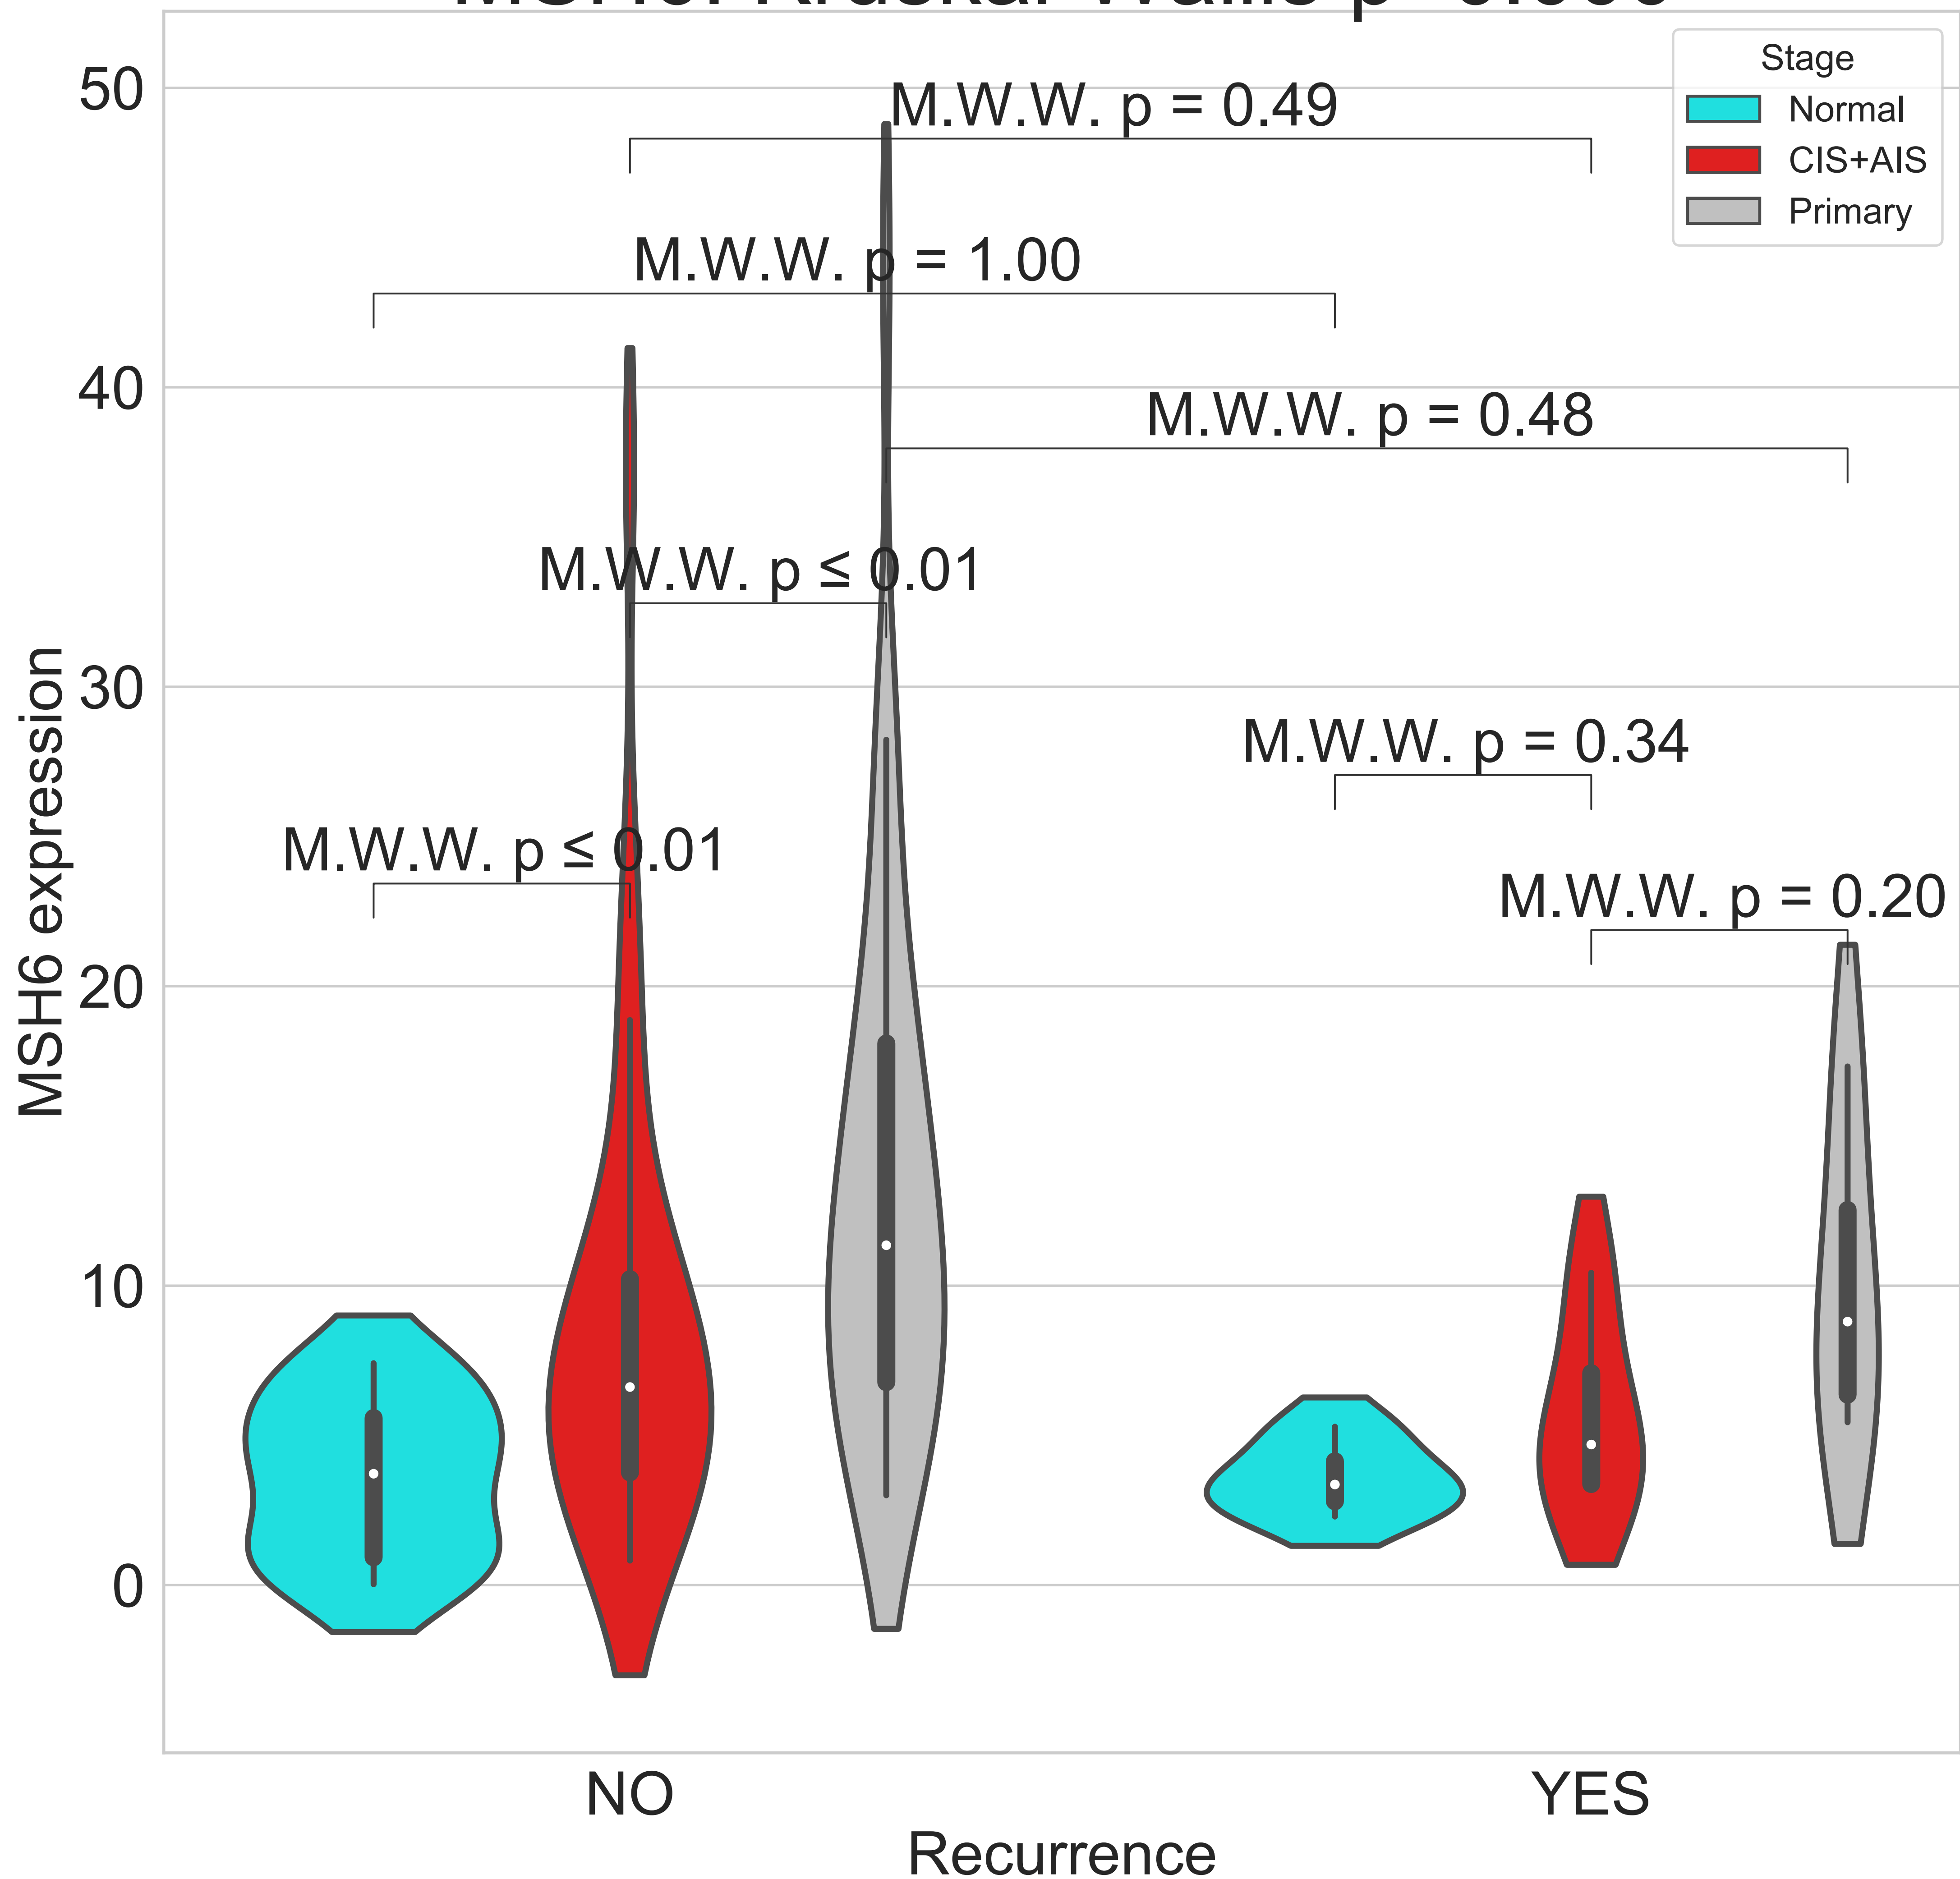 50
40
30
20
10
0
MSH6 expression
M.W.W. p = 0.49
M.W.W. p = 1.00
M.W.W. p = 0.48
M.W.W. p ≤ 0.01
M.W.W. p = 0.34
M.W.W. p ≤ 0.01
M.W.W. p = 0.20
Stage
Normal
CIS+AIS
Primary
NO
YES
Recurrence